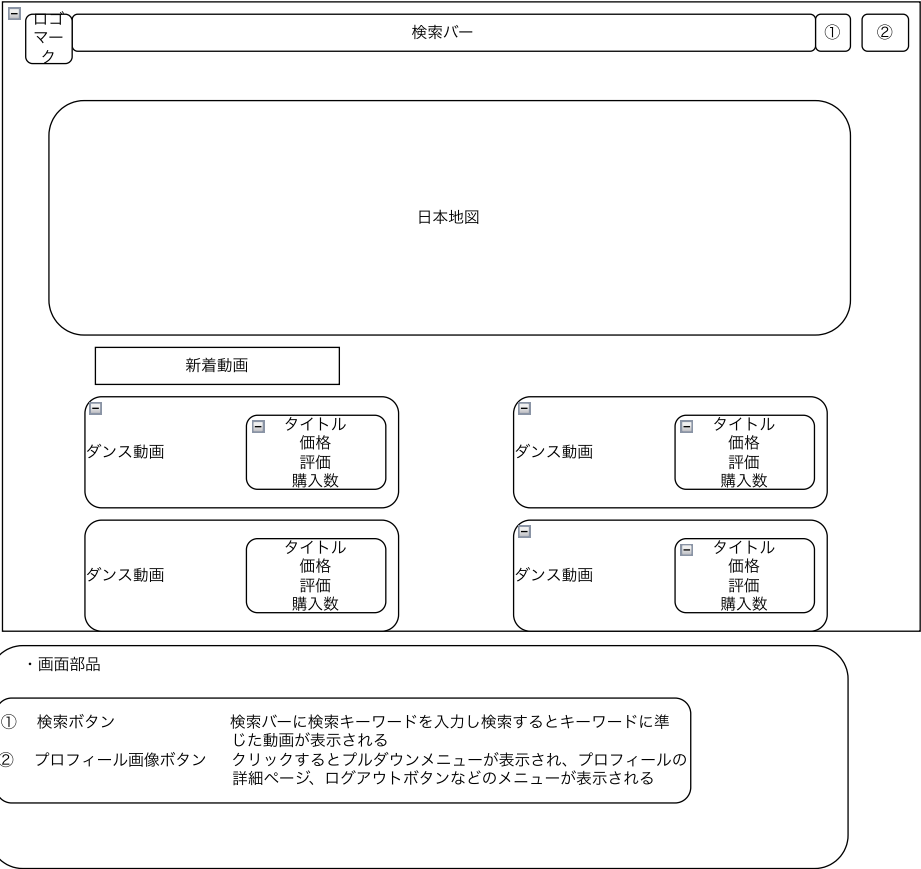 ロゴ
マー
ク
検索バー
①
②
日本地図
新着動画
ダンス動画
タイトル
価格
評価
購入数
ダンス動画
タイトル
価格
評価
購入数
ダンス動画
タイトル
価格
評価
購入数
ダンス動画
タイトル
価格
評価
購入数
・画面部品
① 検索ボタン 検索バーに検索キーワードを入力し検索するとキーワードに準
じた動画が表示される
② プロフィール画像ボタン クリックするとプルダウンメニューが表示され、プロフィールの
詳細ページ、ログアウトボタンなどのメニューが表示される